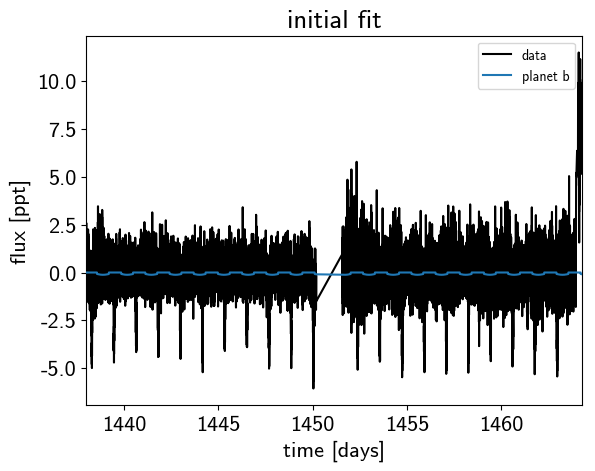 initial fit
data
planet b
10.0
7.5
5.0
2.5
0.0
-2.5
-5.0
flux [ppt]
1440
1445
1450
1455
1460
time [days]